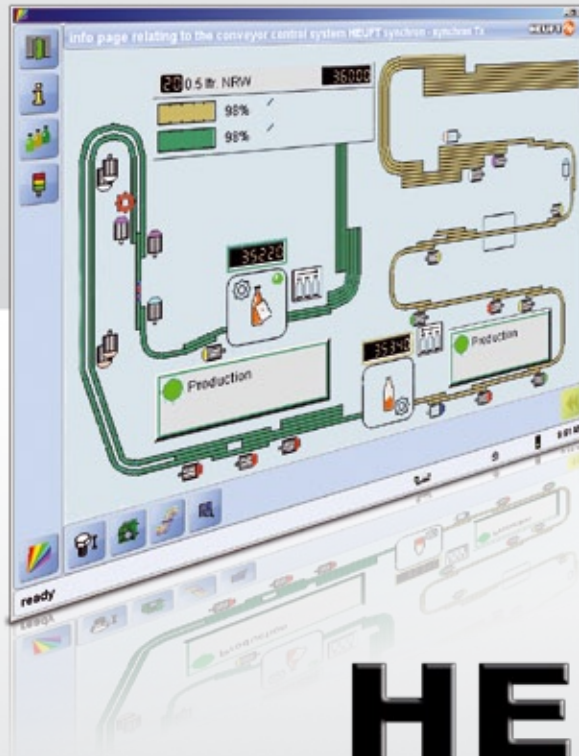 info page relating to the conveyor control system HEUFT synchron - synchron Tx
HEUFT
20 0.5 ltr. NRW 36000
98%
98%
35220
35340
Production
Production
ready
HE